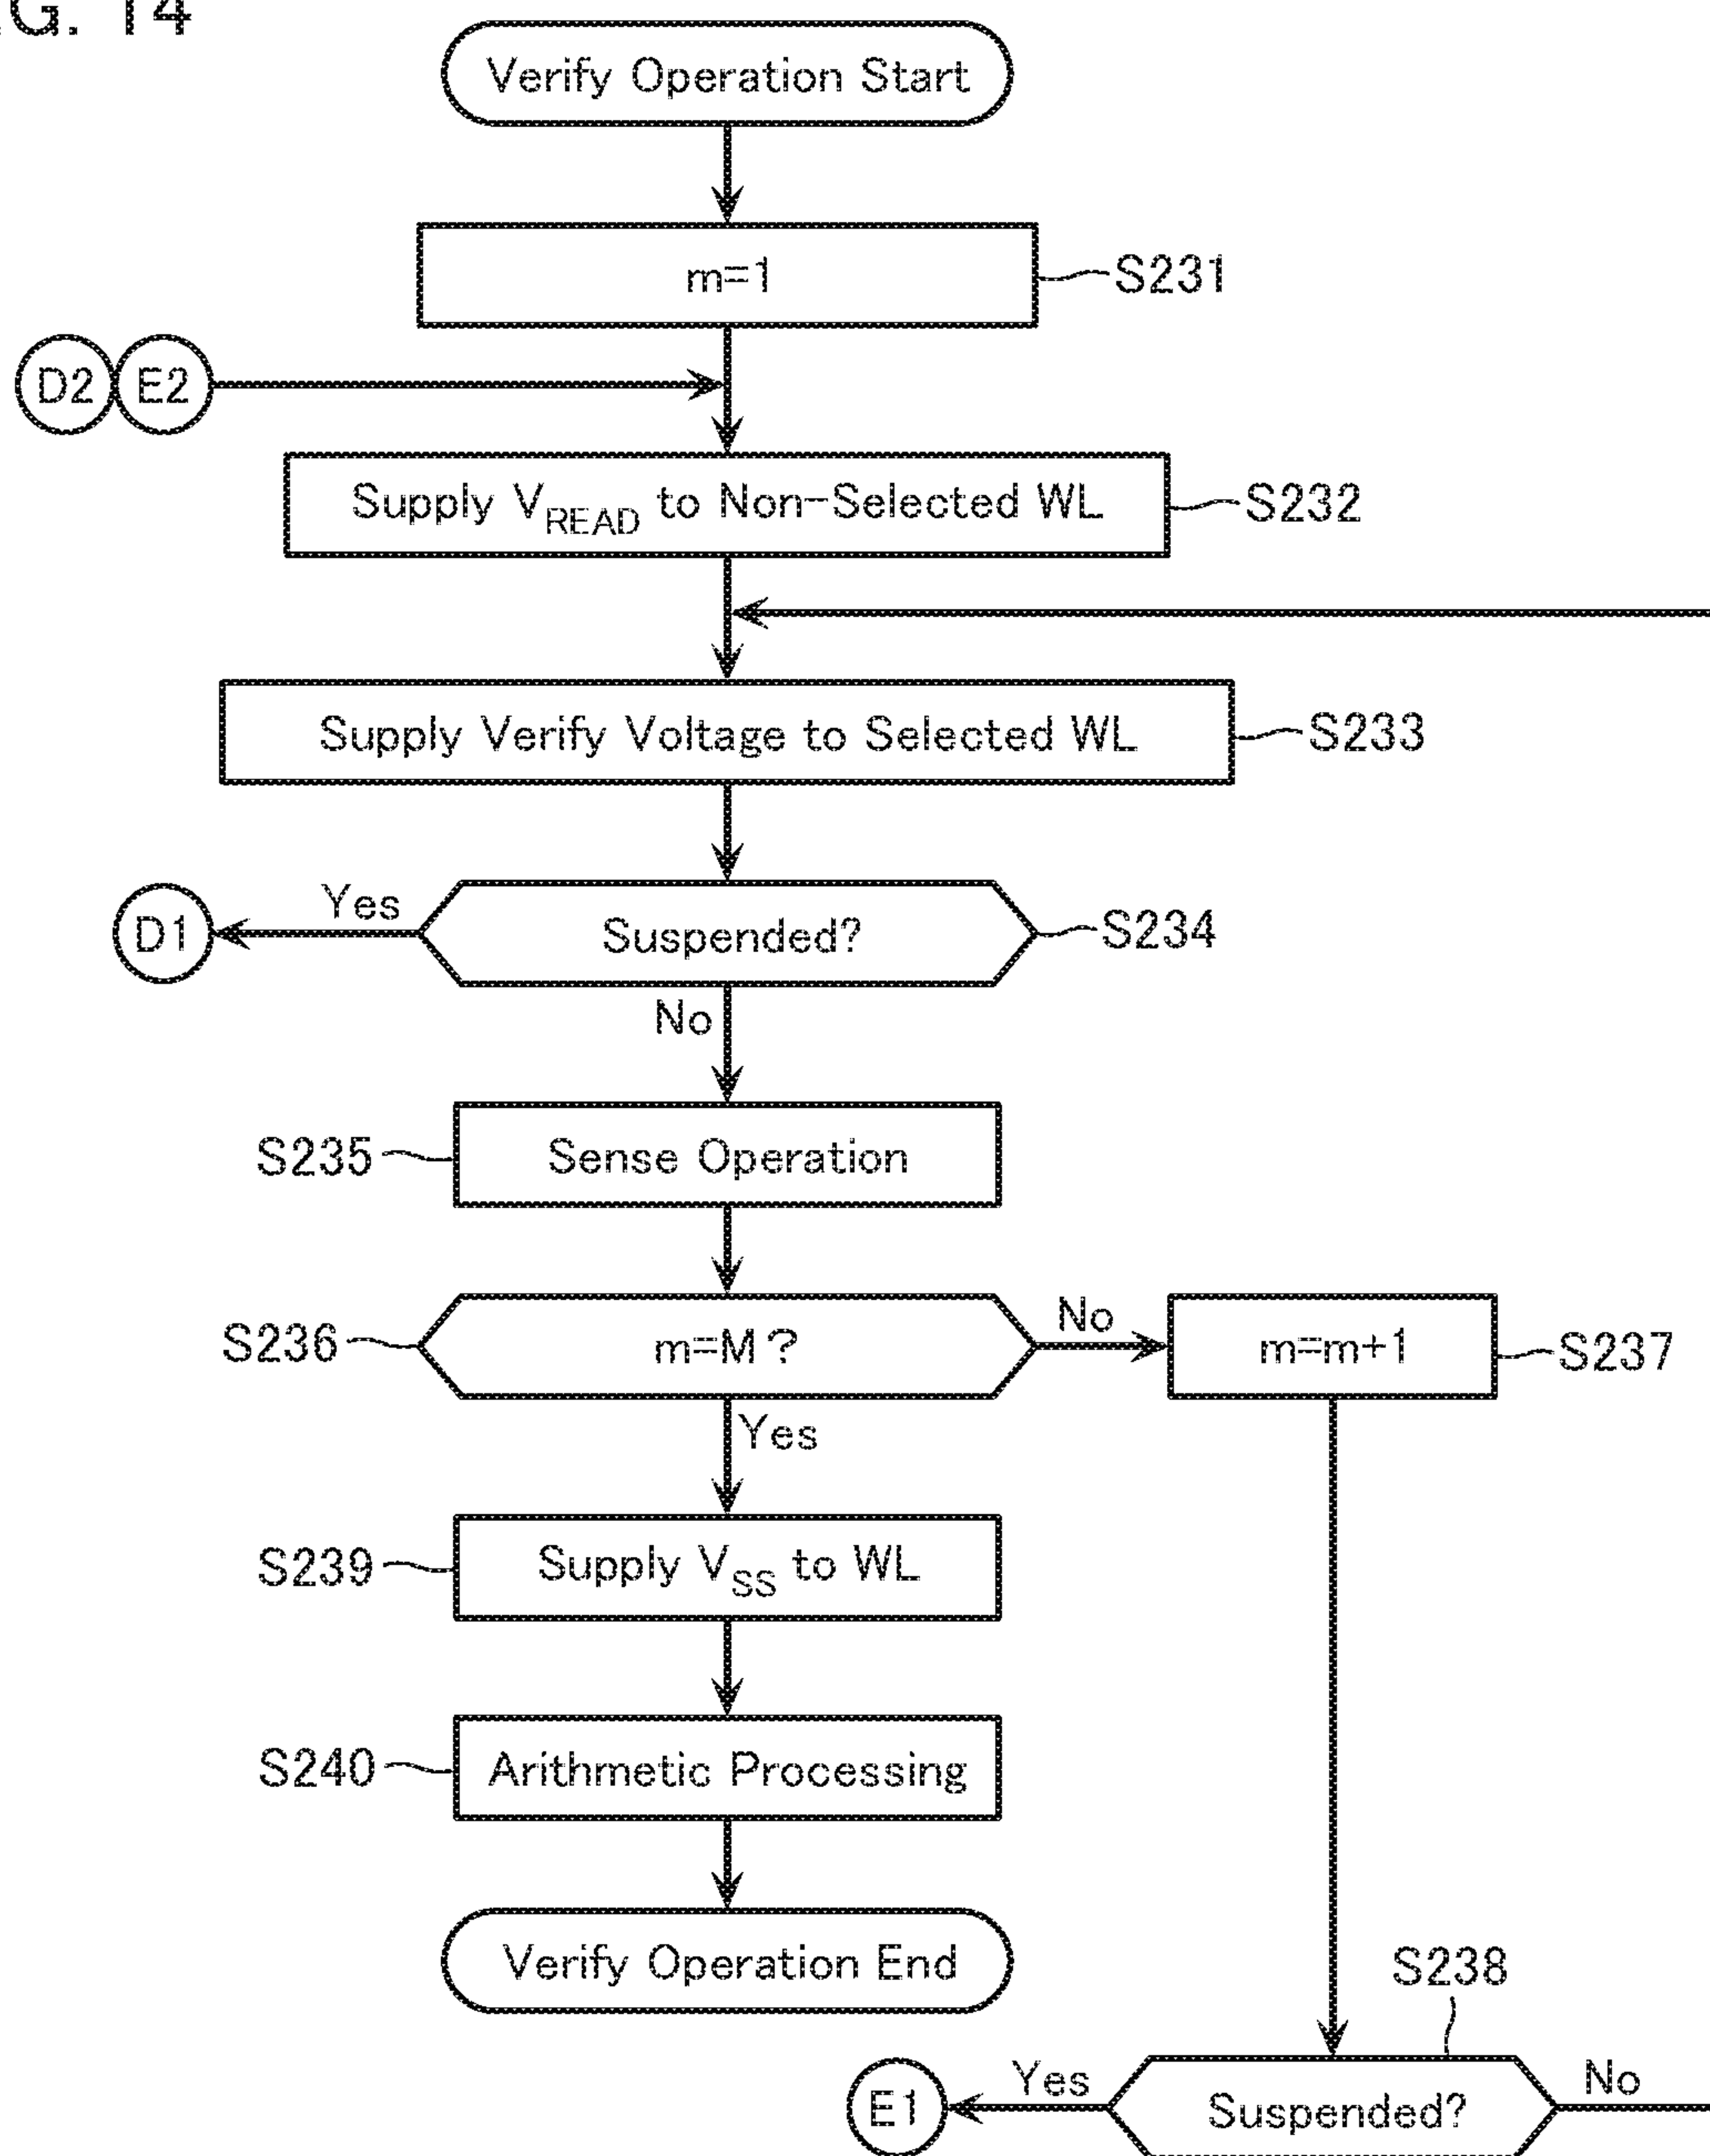 G. 14
Verify Operation Start
m=1
S231
D2 E2
Supply VREAD to Non-Selected WL
S232
Supply Verify Voltage to Selected WL
S233
D1
Yes
Suspended?
S234
No
S235
Sense Operation
S236
m=M?
No
m=m+1
S237
Yes
S239
Supply VSS to WL
S240
Arithmetic Processing
Verify Operation End
S238
E1
Yes
Suspended?
No